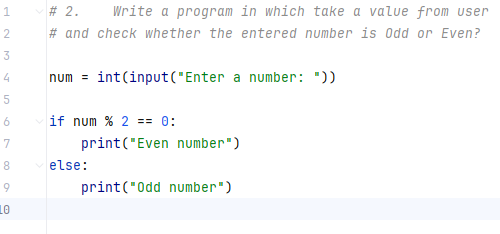 1 # 2.    Write a program in which take a value from user
2 # and check whether the entered number is Odd or Even?
3
4 num = int(input("Enter a number: "))
5
6 if num % 2 == 0:
7     print("Even number")
8 else:
9     print("Odd number")
10